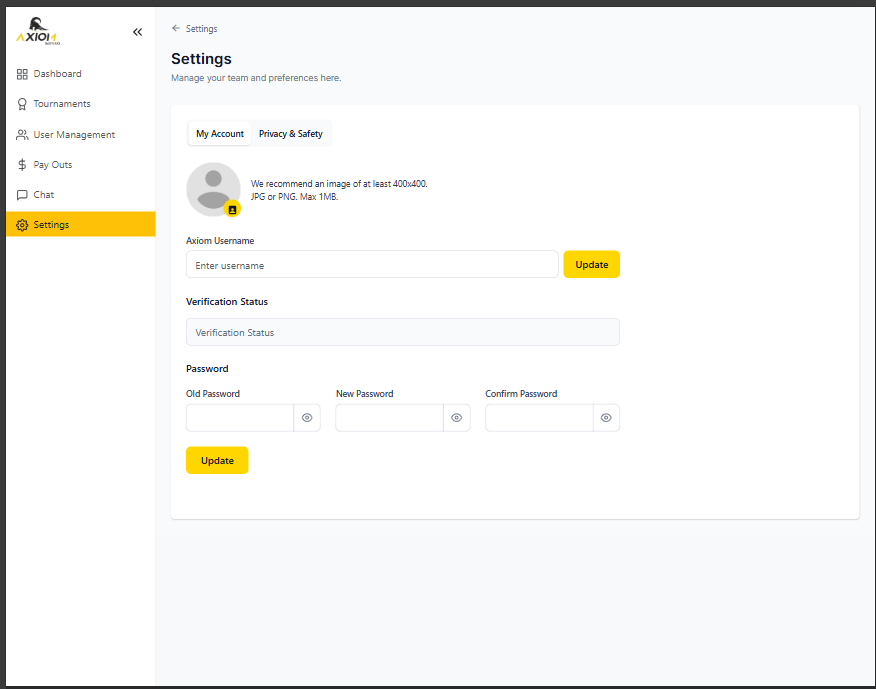 AXIOM
Dashboard
Tournaments
User Management
Pay Outs
Chat
Settings
Settings
Settings
Manage your team and preferences here.
My Account
Privacy & Safety
We recommend an image of at least 400x400.
JPG or PNG. Max 1MB.
Axiom Username
Enter username
Update
Verification Status
Verification Status
Password
Old Password
New Password
Confirm Password
Update